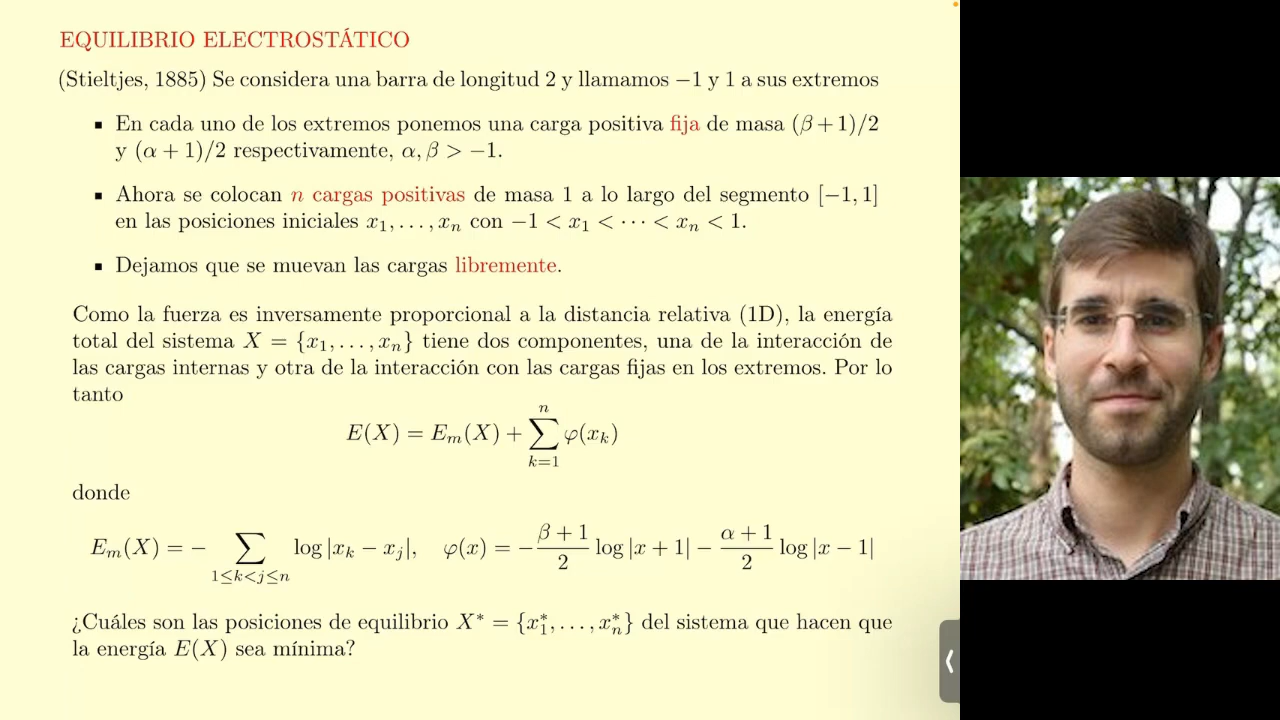 EQUILIBRIO ELECTROSTÁTICO
(Stieltjes, 1885) Se considera una barra de longitud 2 y llamamos −1 y 1 a sus extremos
▪ En cada uno de los extremos ponemos una carga positiva fija de masa (β + 1)/2
y (α + 1)/2 respectivamente, α, β > −1.
▪ Ahora se colocan n cargas positivas de masa 1 a lo largo del segmento [−1, 1]
en las posiciones iniciales x₁, . . . , xₙ con −1 < x₁ < · · · < xₙ < 1.
▪ Dejamos que se muevan las cargas libremente.
Como la fuerza es inversamente proporcional a la distancia relativa (1D), la energía
total del sistema X = {x₁, . . . , xₙ} tiene dos componentes, una de la interacción de
las cargas internas y otra de la interacción con las cargas fijas en los extremos. Por lo
tanto
E(X) = Eₘ(X) + ∑ₖ₌₁ⁿ φ(xₖ)
donde
Eₘ(X) = − ∑_{1≤k<j≤n} log |xₖ − xⱼ|, φ(x) = − (β + 1)/2 log |x + 1| − (α + 1)/2 log |x − 1|
¿Cuáles son las posiciones de equilibrio X* = {x₁*, . . . , xₙ*} del sistema que hacen que
la energía E(X) sea mínima?